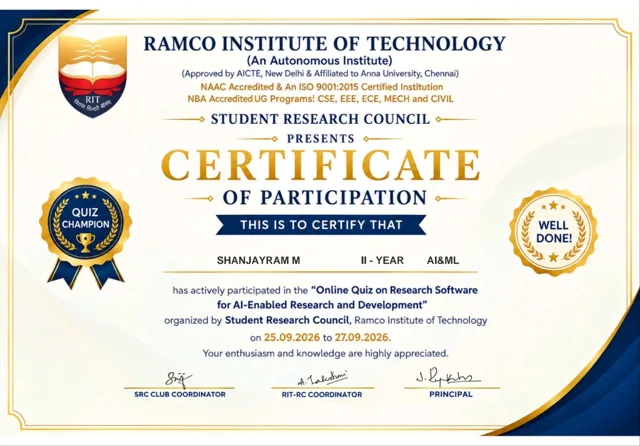 RAMCO INSTITUTE OF TECHNOLOGY
(An Autonomous Institute)
(Approved by AICTE, New Delhi & Affiliated to Anna University, Chennai)
NAAC Accredited & An ISO 9001:2015 Certified Institution
NBA Accredited UG Programs: CSE, EEE, ECE, MECH and CIVIL
RIT
STUDENT RESEARCH COUNCIL
PRESENTS
CERTIFICATE
OF PARTICIPATION
THIS IS TO CERTIFY THAT
QUIZ
CHAMPION
WELL
DONE!
SHANJAYRAM M II - YEAR AI&ML
has actively participated in the “Online Quiz on Research Software
for AI-Enabled Research and Development”
organized by Student Research Council, Ramco Institute of Technology
on 25.09.2026 to 27.09.2026.
Your enthusiasm and knowledge are highly appreciated.
SRC CLUB COORDINATOR
RIT-RC COORDINATOR
PRINCIPAL